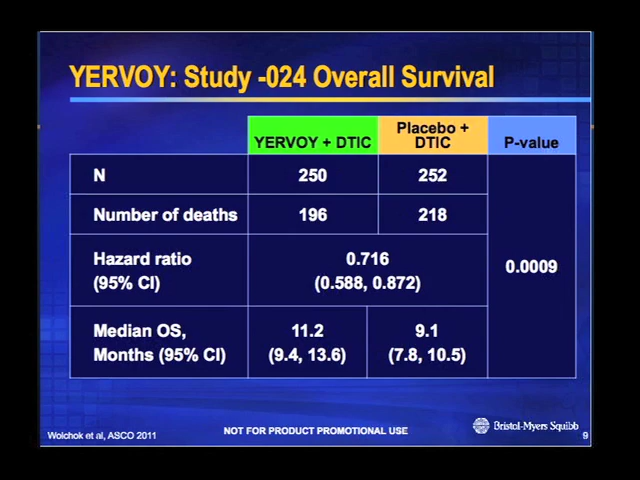 YERVOY: Study -024 Overall Survival
YERVOY + DTIC
Placebo +
DTIC
P-value
N
250
252
Number of deaths
196
218
Hazard ratio
(95% CI)
0.716
(0.588, 0.872)
0.0009
Median OS,
Months (95% CI)
11.2
(9.4, 13.6)
9.1
(7.8, 10.5)
Wolchok et al, ASCO 2011
NOT FOR PRODUCT PROMOTIONAL USE
Bristol-Myers Squibb
9